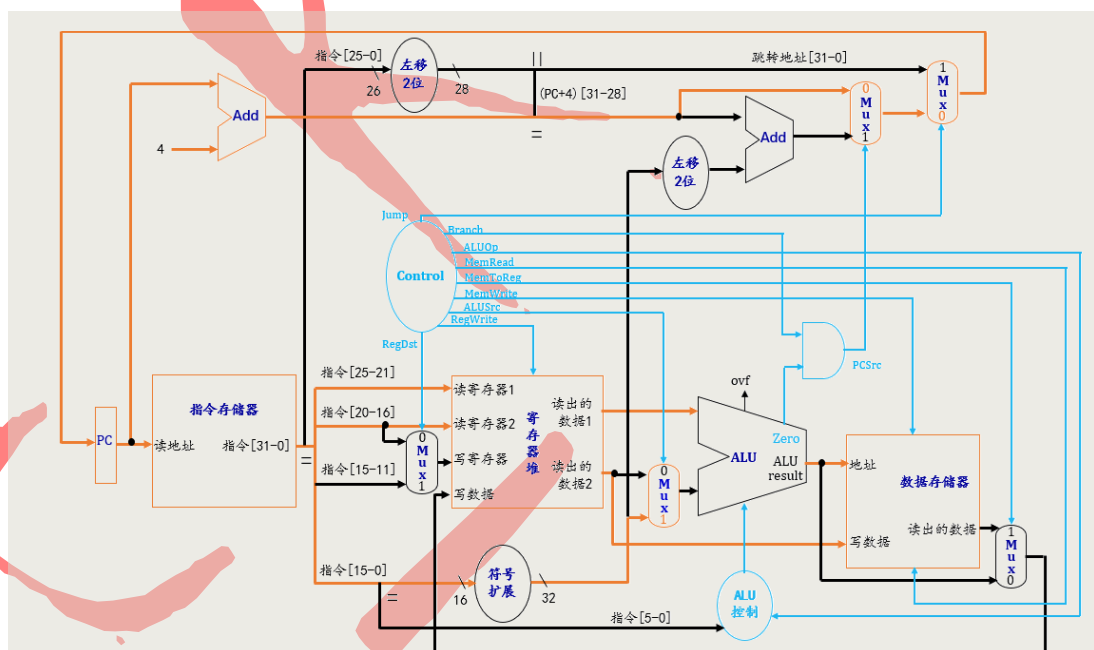 指令[25-0]
左移
2位
26
28
||
跳转地址[31-0]
(PC+4)[31-28]
=
1
Mux
0
0
Mux
1
Add
4
Add
左移
2位
Jump
Branch
ALUOp
MemRead
MemToReg
MemWrite
ALUSrc
RegWrite
Control
RegDst
PCSrc
指令[25-21]
指令[20-16]
指令[15-11]
指令存储器
读地址
指令[31-0]
=
PC
0
Mux
1
读寄存器1
读寄存器2
写寄存器
写数据
寄存器堆
读出的
数据1
读出的
数据2
0
Mux
1
ovf
Zero
ALU
ALU
result
地址
数据存储器
读出的数据
写数据
1
Mux
0
指令[15-0]
=
16
符号
扩展
32
指令[5-0]
ALU
控制